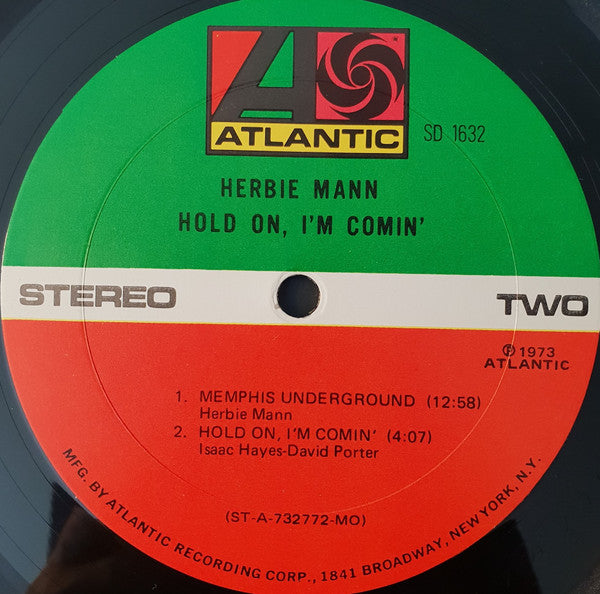 ATLANTIC
SD 1632
HERBIE MANN
HOLD ON, I'M COMIN'
STEREO
TWO
℗ 1973
ATLANTIC
1. MEMPHIS UNDERGROUND (12:58)
Herbie Mann
2. HOLD ON, I'M COMIN' (4:07)
Isaac Hayes-David Porter
(ST-A-732772-MO)
MFG. BY ATLANTIC RECORDING CORP., 1841 BROADWAY, NEW YORK, N.Y.